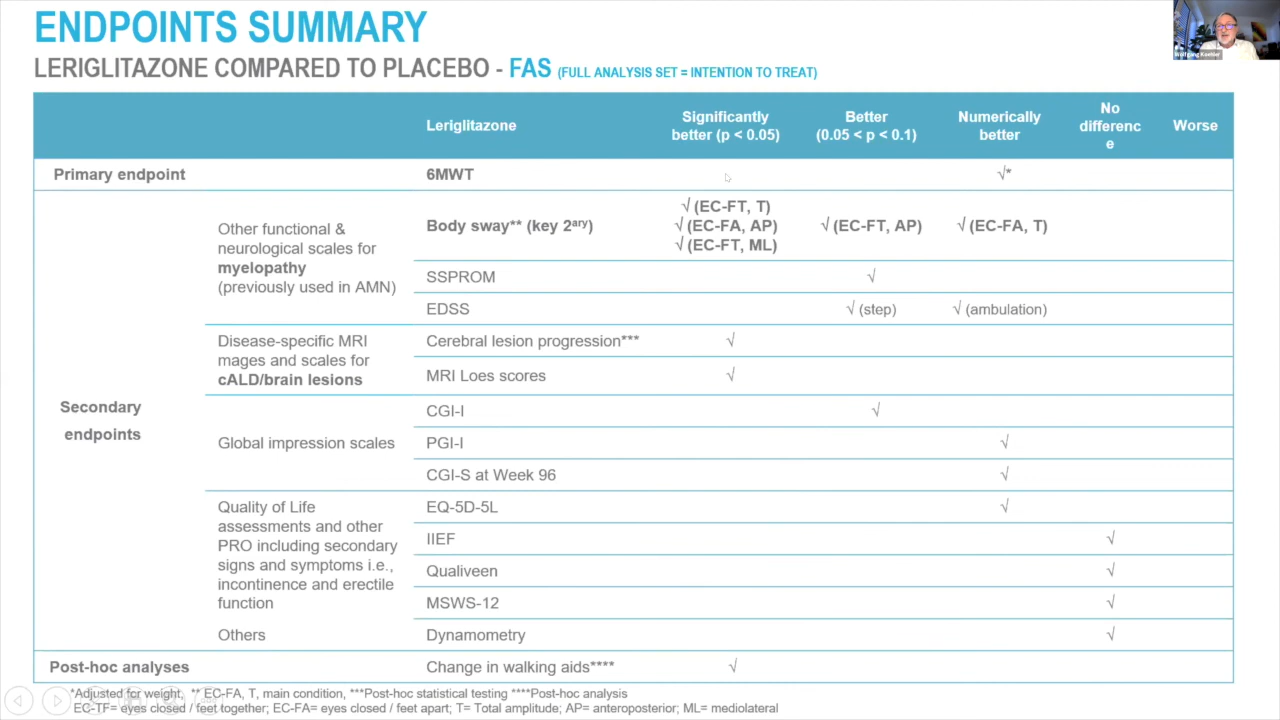 ENDPOINTS SUMMARY
LERIGLITAZONE COMPARED TO PLACEBO - FAS (FULL ANALYSIS SET = INTENTION TO TREAT)
Wolfgang Koehler
Leriglitazone
Significantly
better (p < 0.05)
Better
(0.05 < p < 0.1)
Numerically
better
No
differenc
e
Worse
Primary endpoint 6MWT √*
Secondary
endpoints
Other functional &
neurological scales for
myelopathy
(previously used in AMN)
Body sway** (key 2ary)
√ (EC-FT, T)
√ (EC-FA, AP)
√ (EC-FT, ML)
√ (EC-FT, AP)
√ (EC-FA, T)
SSPROM √
EDSS √ (step) √ (ambulation)
Disease-specific MRI
mages and scales for
cALD/brain lesions
Cerebral lesion progression*** √
MRI Loes scores √
Global impression scales
CGI-I √
PGI-I √
CGI-S at Week 96 √
Quality of Life
assessments and other
PRO including secondary
signs and symptoms i.e.,
incontinence and erectile
function
EQ-5D-5L √
IIEF √
Qualiveen √
MSWS-12 √
Others Dynamometry √
Post-hoc analyses Change in walking aids**** √
*Adjusted for weight, ** EC-FA, T, main condition, ***Post-hoc statistical testing ****Post-hoc analysis
EC-TF= eyes closed / feet together; EC-FA= eyes closed / feet apart; T= Total amplitude; AP= anteroposterior; ML= mediolateral